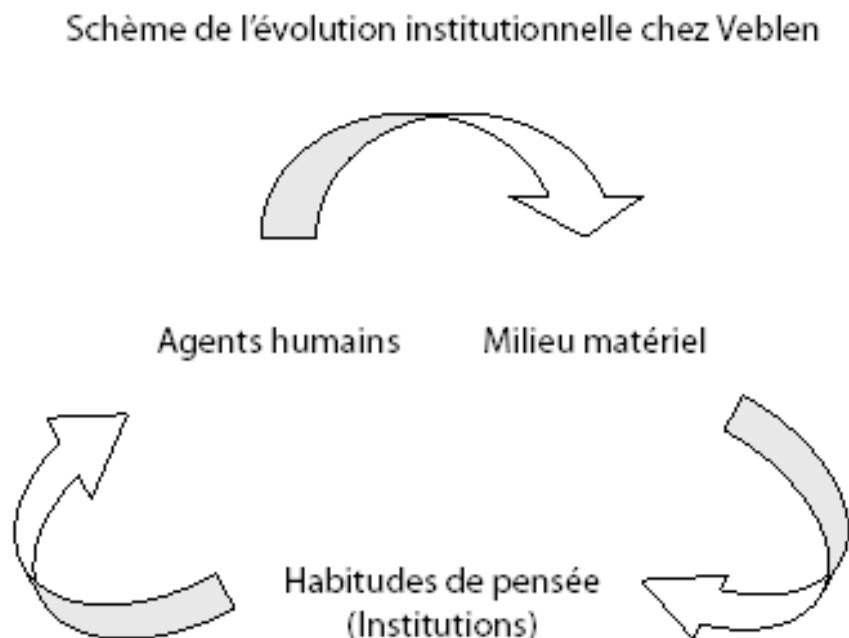 Schème de l'évolution institutionnelle chez Veblen
Agents humains
Milieu matériel
Habitudes de pensée
(Institutions)